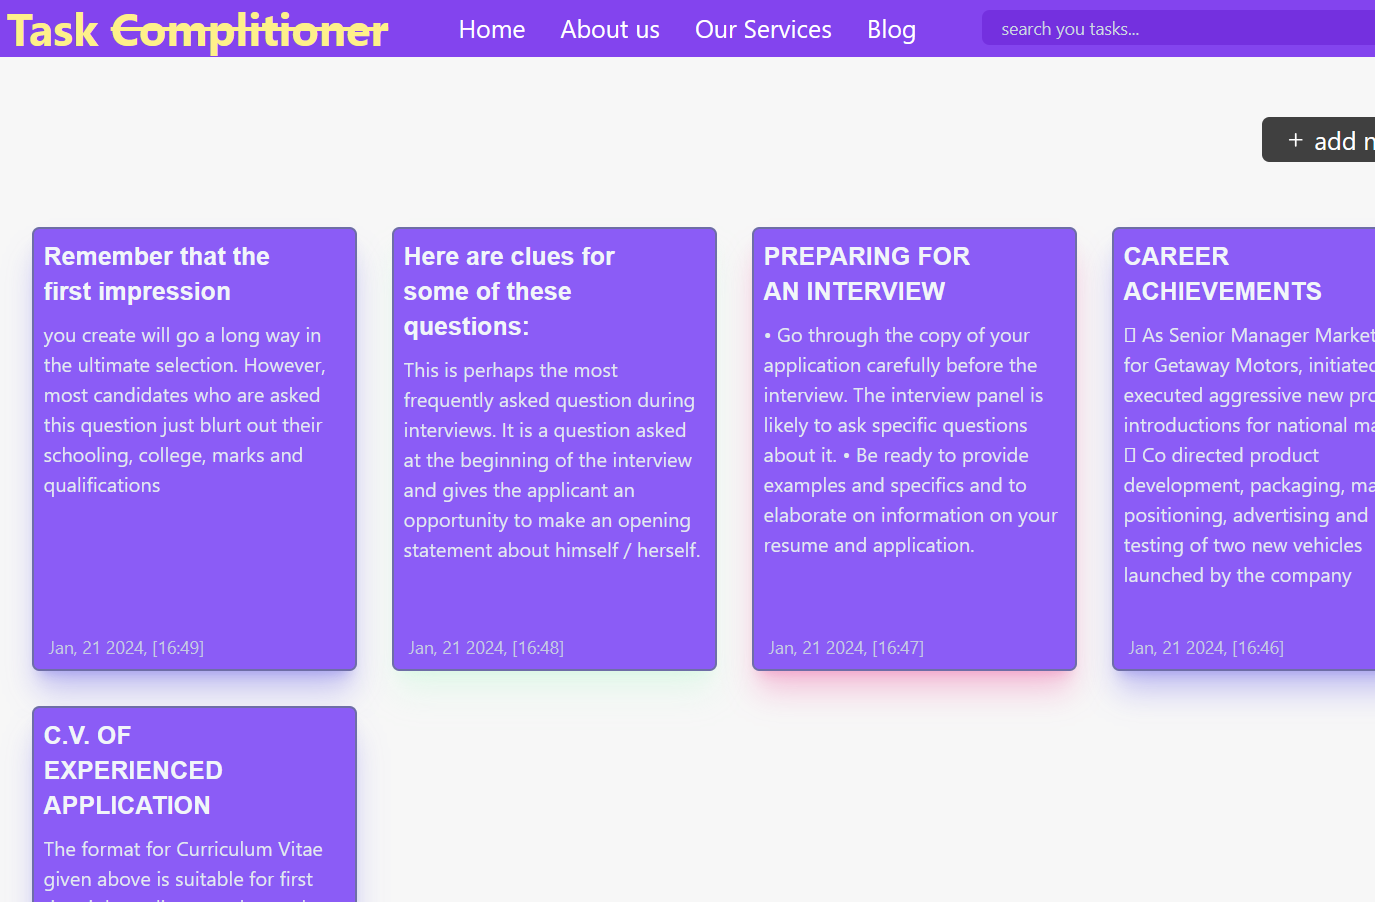 Task Complitioner
Home
About us
Our Services
Blog
search you tasks...
+ add
Remember that the
first impression
you create will go a long way in
the ultimate selection. However,
most candidates who are asked
this question just blurt out their
schooling, college, marks and
qualifications
Jan, 21 2024, [16:49]
Here are clues for
some of these
questions:
This is perhaps the most
frequently asked question during
interviews. It is a question asked
at the beginning of the interview
and gives the applicant an
opportunity to make an opening
statement about himself / herself.
Jan, 21 2024, [16:48]
PREPARING FOR
AN INTERVIEW
• Go through the copy of your
application carefully before the
interview. The interview panel is
likely to ask specific questions
about it. • Be ready to provide
examples and specifics and to
elaborate on information on your
resume and application.
Jan, 21 2024, [16:47]
CAREER
ACHIEVEMENTS
As Senior Manager Market
for Getaway Motors, initiated
executed aggressive new
introductions for national
Co directed product
development, packaging,
positioning, advertising and
testing of two new vehicles
launched by the company
Jan, 21 2024, [16:46]
C.V. OF
EXPERIENCED
APPLICATION
The format for Curriculum Vitae
given above is suitable for first